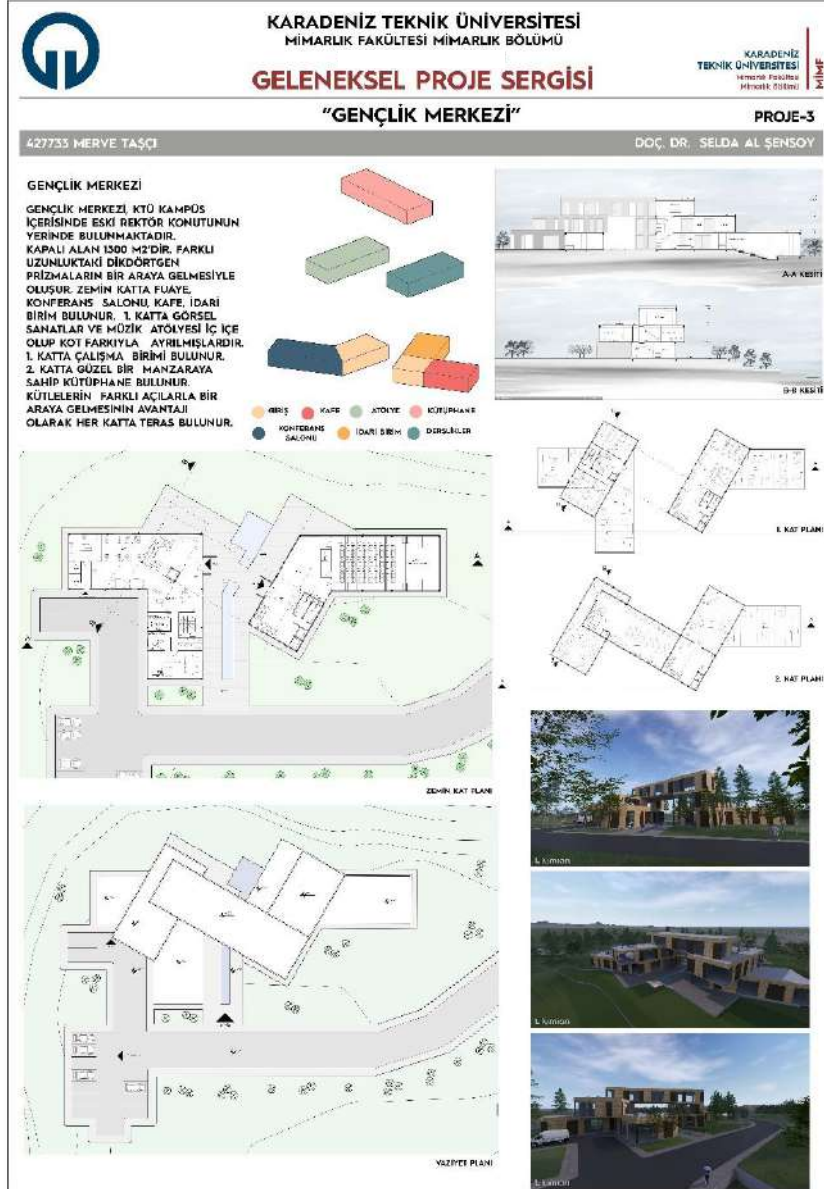 KARADENİZ TEKNİK ÜNİVERSİTESİ
MİMARLIK FAKÜLTESİ MİMARLIK BÖLÜMÜ
GELENEKSEL PROJE SERGİSİ
KARADENİZ
TEKNİK ÜNİVERSİTESİ
Mimarlık Fakültesi
Mimarlık Bölümü
MİMF
"GENÇLİK MERKEZİ"
PROJE-3
427733 MERVE TAŞÇI
DOÇ. DR. SELDA AL ŞENSOY
GENÇLİK MERKEZİ
GENÇLİK MERKEZİ, KTÜ KAMPÜS
İÇERİSİNDE ESKİ REKTÖR KONUTUNUN
YERİNDE BULUNMAKTADIR.
KAPALI ALAN 1300 M2'DİR. FARKLI
UZUNLUKTAKİ DİKDÖRTGEN
PRİZMALARIN BİR ARAYA GELMESİYLE
OLUŞUR. ZEMİN KATTA FUAYE,
KONFERANS SALONU, KAFE, İDARİ
BİRİM BULUNUR. 1. KATTA GÖRSEL
SANATLAR VE MÜZİK ATÖLYESİ İÇ İÇE
OLUP KOT FARKIYLA AYRILMIŞLARDIR.
1. KATTA ÇALIŞMA BİRİMİ BULUNUR.
2. KATTA GÜZEL BİR MANZARAYA
SAHİP KÜTÜPHANE BULUNUR.
KÜTLELERİN FARKLI AÇILARLA BİR
ARAYA GELMESİNİN AVANTAJI
OLARAK HER KATTA TERAS BULUNUR.
GİRİŞ
KAFE
ATÖLYE
KÜTÜPHANE
KONFERANS
SALONU
İDARİ BİRİM
DERSLİKLER
A-A KESİTİ
B-B KESİTİ
1. KAT PLANI
2. KAT PLANI
ZEMİN KAT PLANI
VAZİYET PLANI